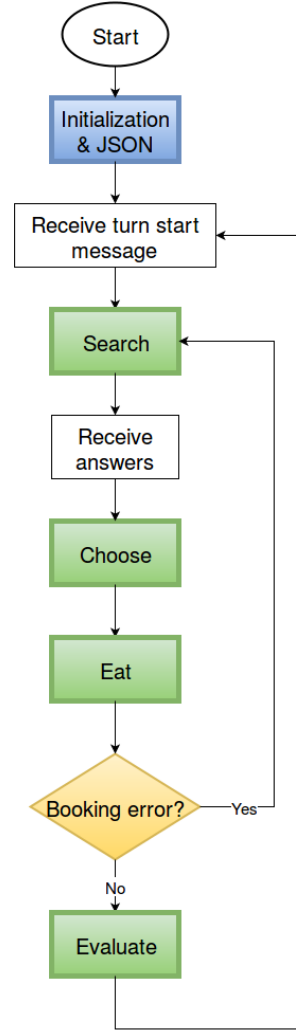 Start
Initialization
& JSON
Receive turn start
message
Search
Receive
answers
Choose
Eat
Booking error?
Yes
No
Evaluate